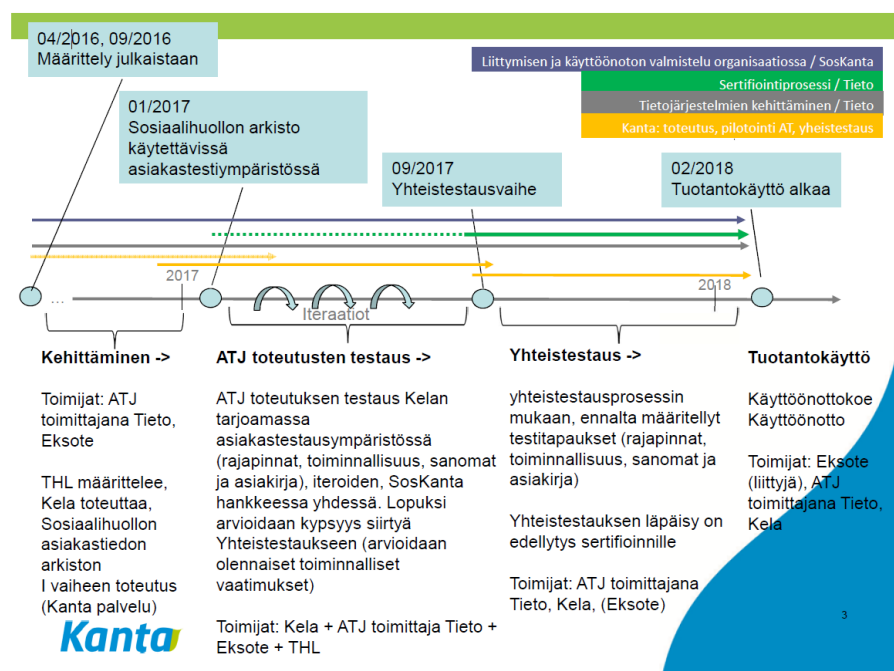 04/2016, 09/2016
Määrittely julkaistaan
Liittymisen ja käyttöönoton valmistelu organisaatiossa / SosKanta
Sertifiointiprosessi / Tieto
Tietojärjestelmien kehittäminen / Tieto
Kanta: toteutus, pilotointi AT, yheistestaus
01/2017
Sosiaalihuollon arkisto
käytettävissä
asiakastestiympäristössä
09/2017
Yhteistestausvaihe
02/2018
Tuotantokäyttö alkaa
2017
2018
...
Iteraatiot
Kehittäminen ->
Toimijat: ATJ
toimittajana Tieto,
Eksote
THL määrittelee,
Kela toteuttaa,
Sosiaalihuollon
asiakastiedon
arkiston
I vaiheen toteutus
(Kanta palvelu)
ATJ toteutusten testaus ->
ATJ toteutuksen testaus Kelan
tarjoamassa
asiakastestausympäristössä
(rajapinnat, toiminnallisuus, sanomat
ja asiakirja), iteroiden, SosKanta
hankkeessa yhdessä. Lopuksi
arvioidaan kypsyys siirtyä
Yhteistestaukseen (arvioidaan
olennaiset toiminnalliset
vaatimukset)
Toimijat: Kela + ATJ toimittaja Tieto +
Eksote + THL
Yhteistestaus ->
yhteistestausprosessin
mukaan, ennalta määritellyt
testitapaukset (rajapinnat,
toiminnallisuus, sanomat ja
asiakirja)
Yhteistestauksen läpäisy on
edellytys sertifioinnille
Toimijat: ATJ toimittajana
Tieto, Kela, (Eksote)
Tuotantokäyttö
Käyttöönottokoe
Käyttöönotto
Toimijat: Eksote
(liittyjä), ATJ
toimittajana Tieto,
Kela
3
Kanta